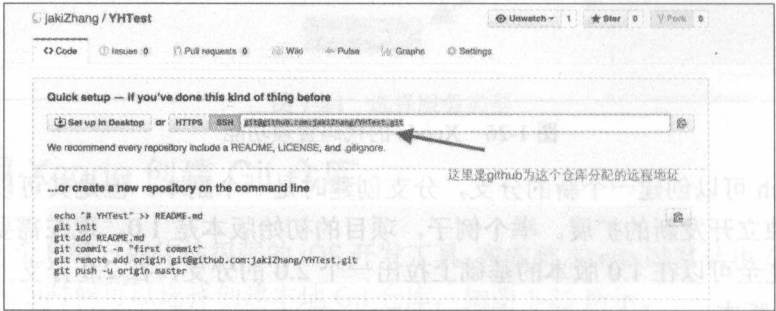 jakiZhang / YHTest
Unwatch 1 Star 0 Fork 0
Code Issues 0 Pull requests 0 Wiki Pulse Graphs Settings
Quick setup — if you've done this kind of thing before
Set up in Desktop or HTTPS SSH git@github.com:jakiZhang/YHTest.git
We recommend every repository include a README, LICENSE, and .gitignore.
这里是github为这个仓库分配的远程地址
...or create a new repository on the command line
echo "# YHTest" >> README.md
git init
git add README.md
git commit -m "first commit"
git remote add origin git@github.com:jakiZhang/YHTest.git
git push -u origin master